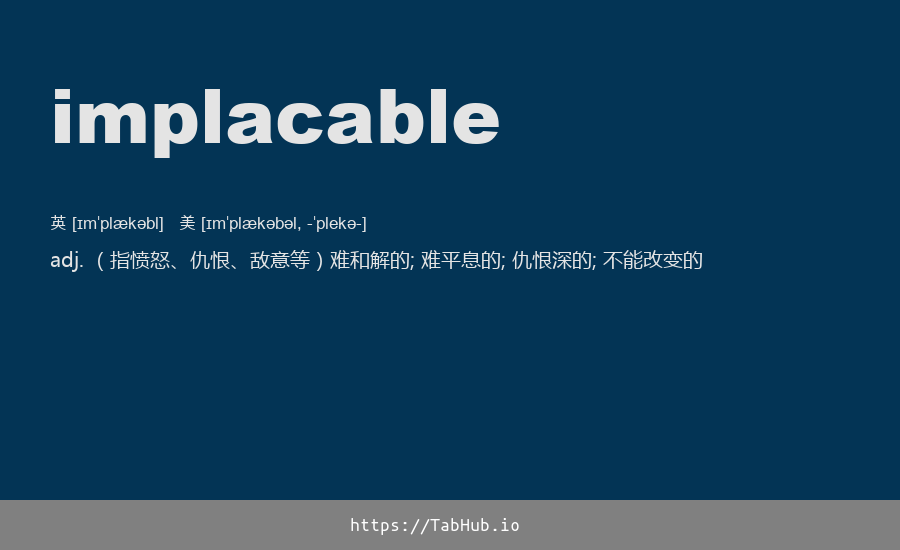 implacable
英 [ɪmˈplækəbl] 美 [ɪmˈplækəbəl, -ˈplekə-]
adj. （指愤怒、仇恨、敌意等）难和解的; 难平息的; 仇恨深的; 不能改变的
https://TabHub.io